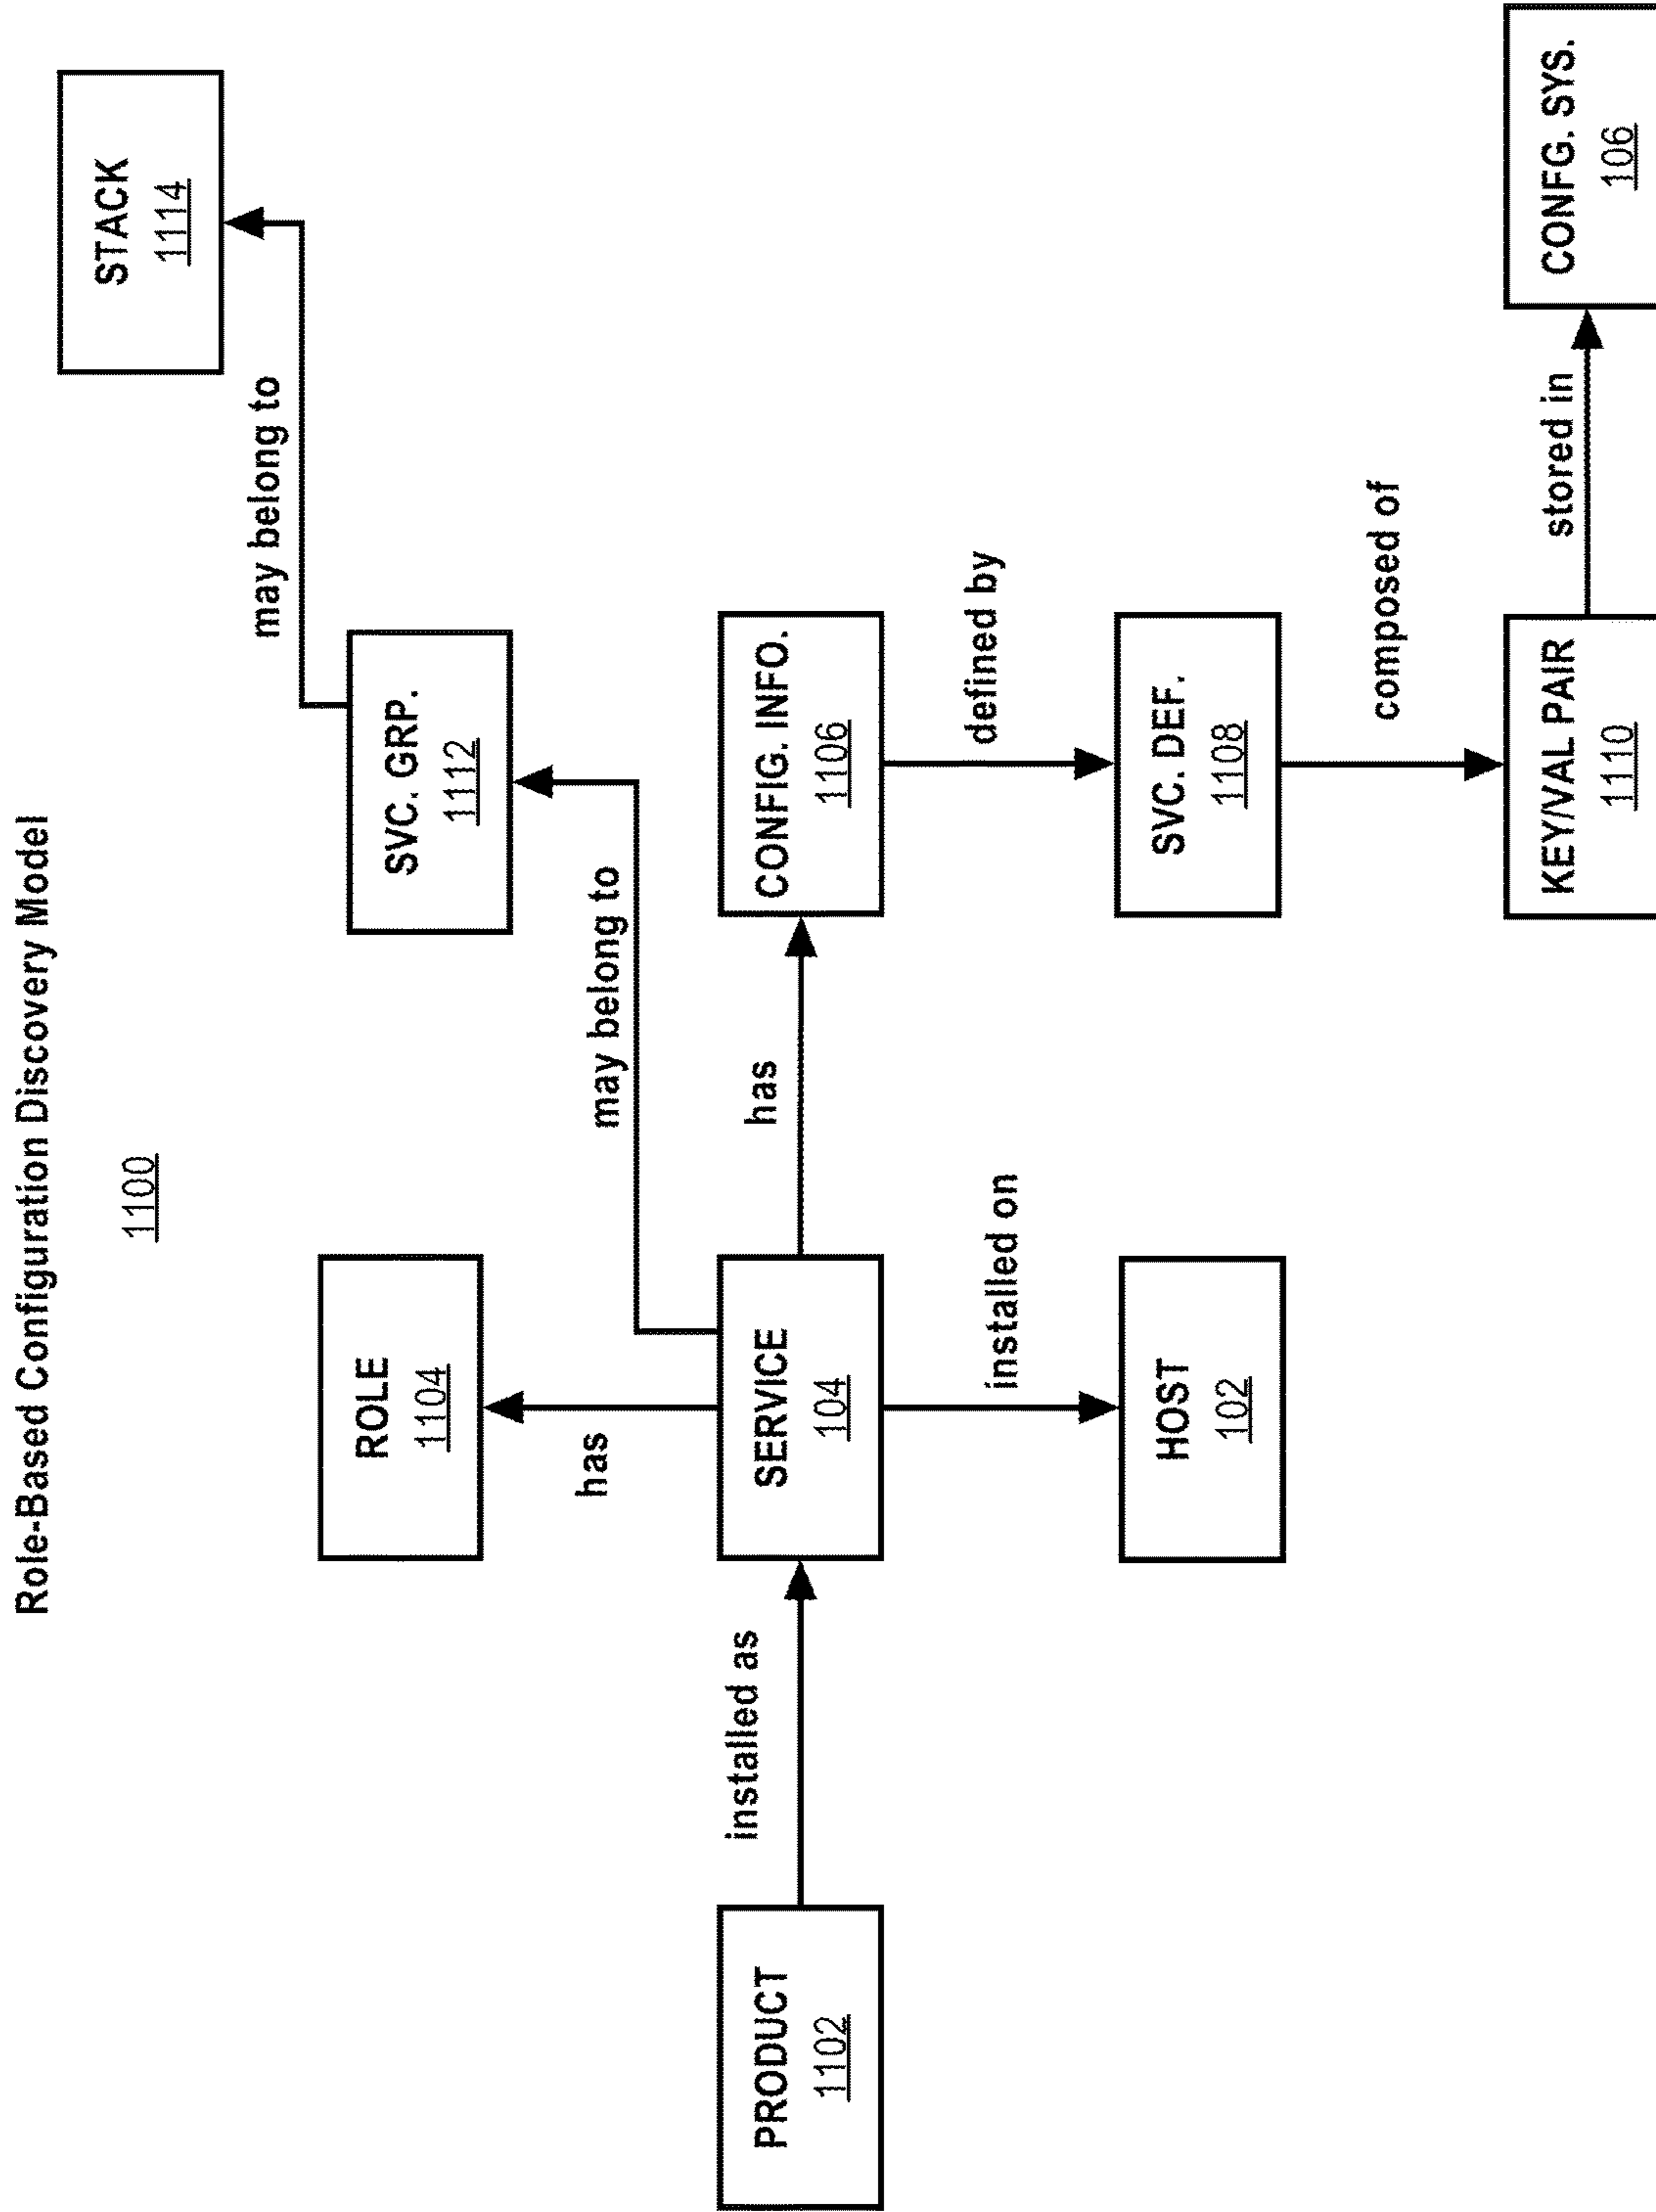 Role-Based Configuration Discovery Model
1100
STACK
1114
may belong to
SVC. GRP.
1112
may belong to
ROLE
1104
has
PRODUCT
1102
installed as
SERVICE
104
has
CONFIG. INFO.
1106
installed on
defined by
HOST
102
SVC. DEF.
1108
composed of
KEY/VAL PAIR
1110
stored in
CONFG. SYS.
106